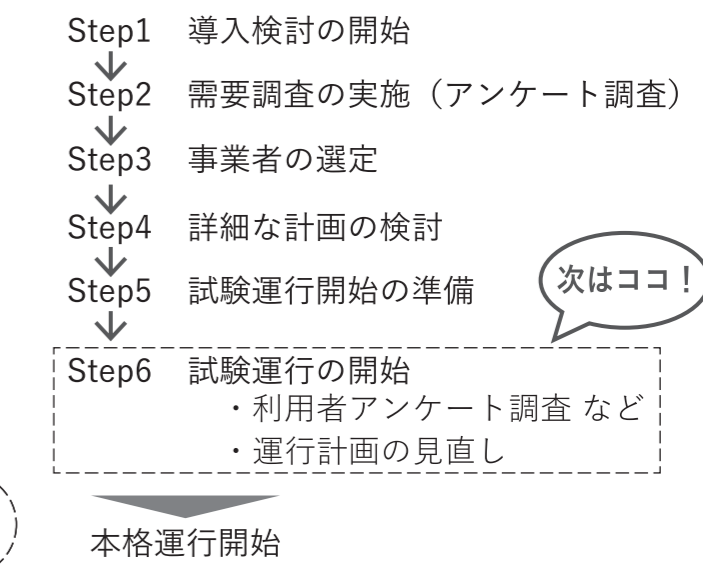 Step1 導入検討の開始
Step2 需要調査の実施（アンケート調査）
Step3 事業者の選定
Step4 詳細な計画の検討
Step5 試験運行開始の準備
次はココ！
Step6 試験運行の開始
・利用者アンケート調査 など
・運行計画の見直し
本格運行開始